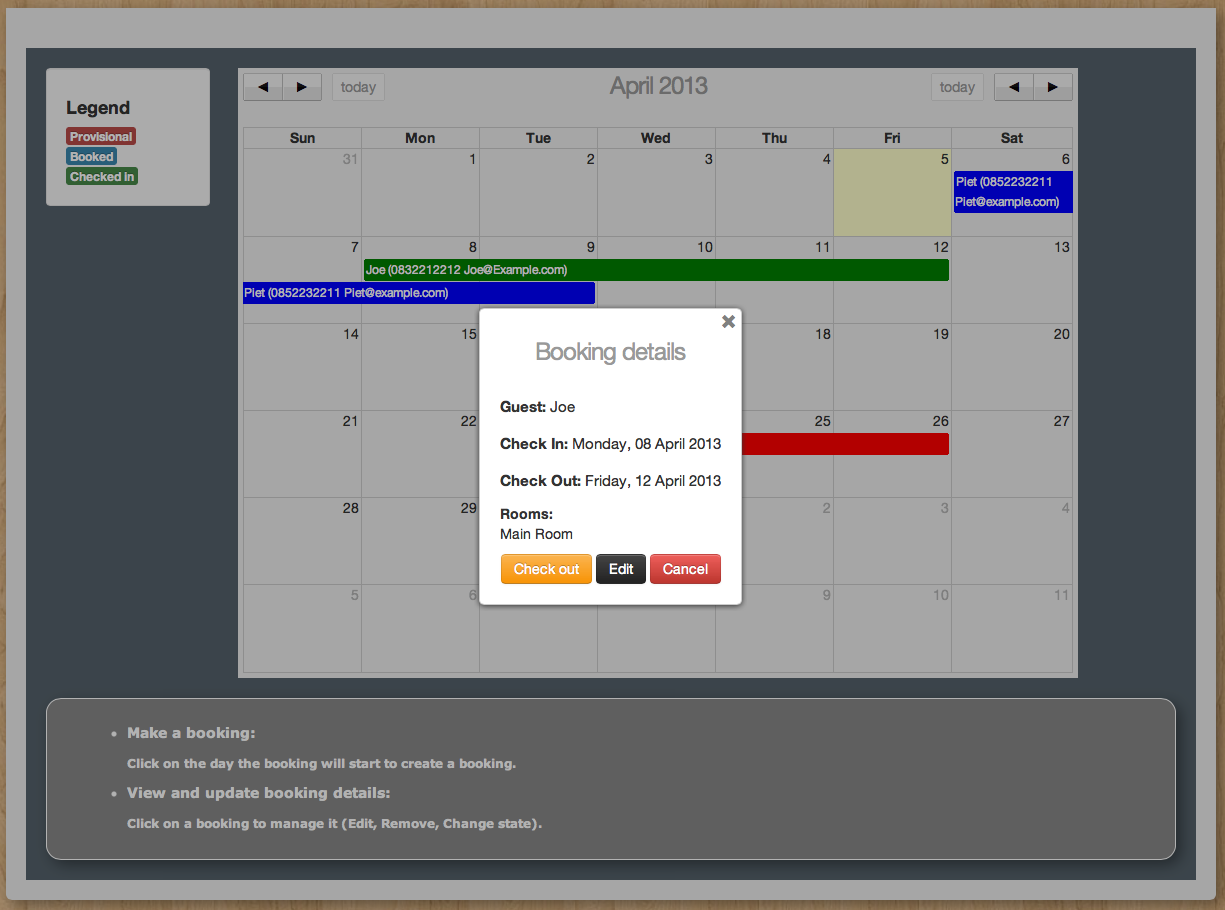 Legend
Provisional
Booked
Checked In
today
April 2013
today
Sun Mon Tue Wed Thu Fri Sat
31 1 2 3 4 5 6
Piet (0852232211
Piet@example.com)
7 8 9 10 11 12 13
Joe (0832212212 Joe@Example.com)
Piet (0852232211 Piet@example.com)
14 15 18 19 20
21 22 25 26 27
28 29 2 3 4
5 6 9 10 11
Booking details
Guest: Joe
Check In: Monday, 08 April 2013
Check Out: Friday, 12 April 2013
Rooms:
Main Room
Check out Edit Cancel
• Make a booking:
Click on the day the booking will start to create a booking.
• View and update booking details:
Click on a booking to manage it (Edit, Remove, Change state).